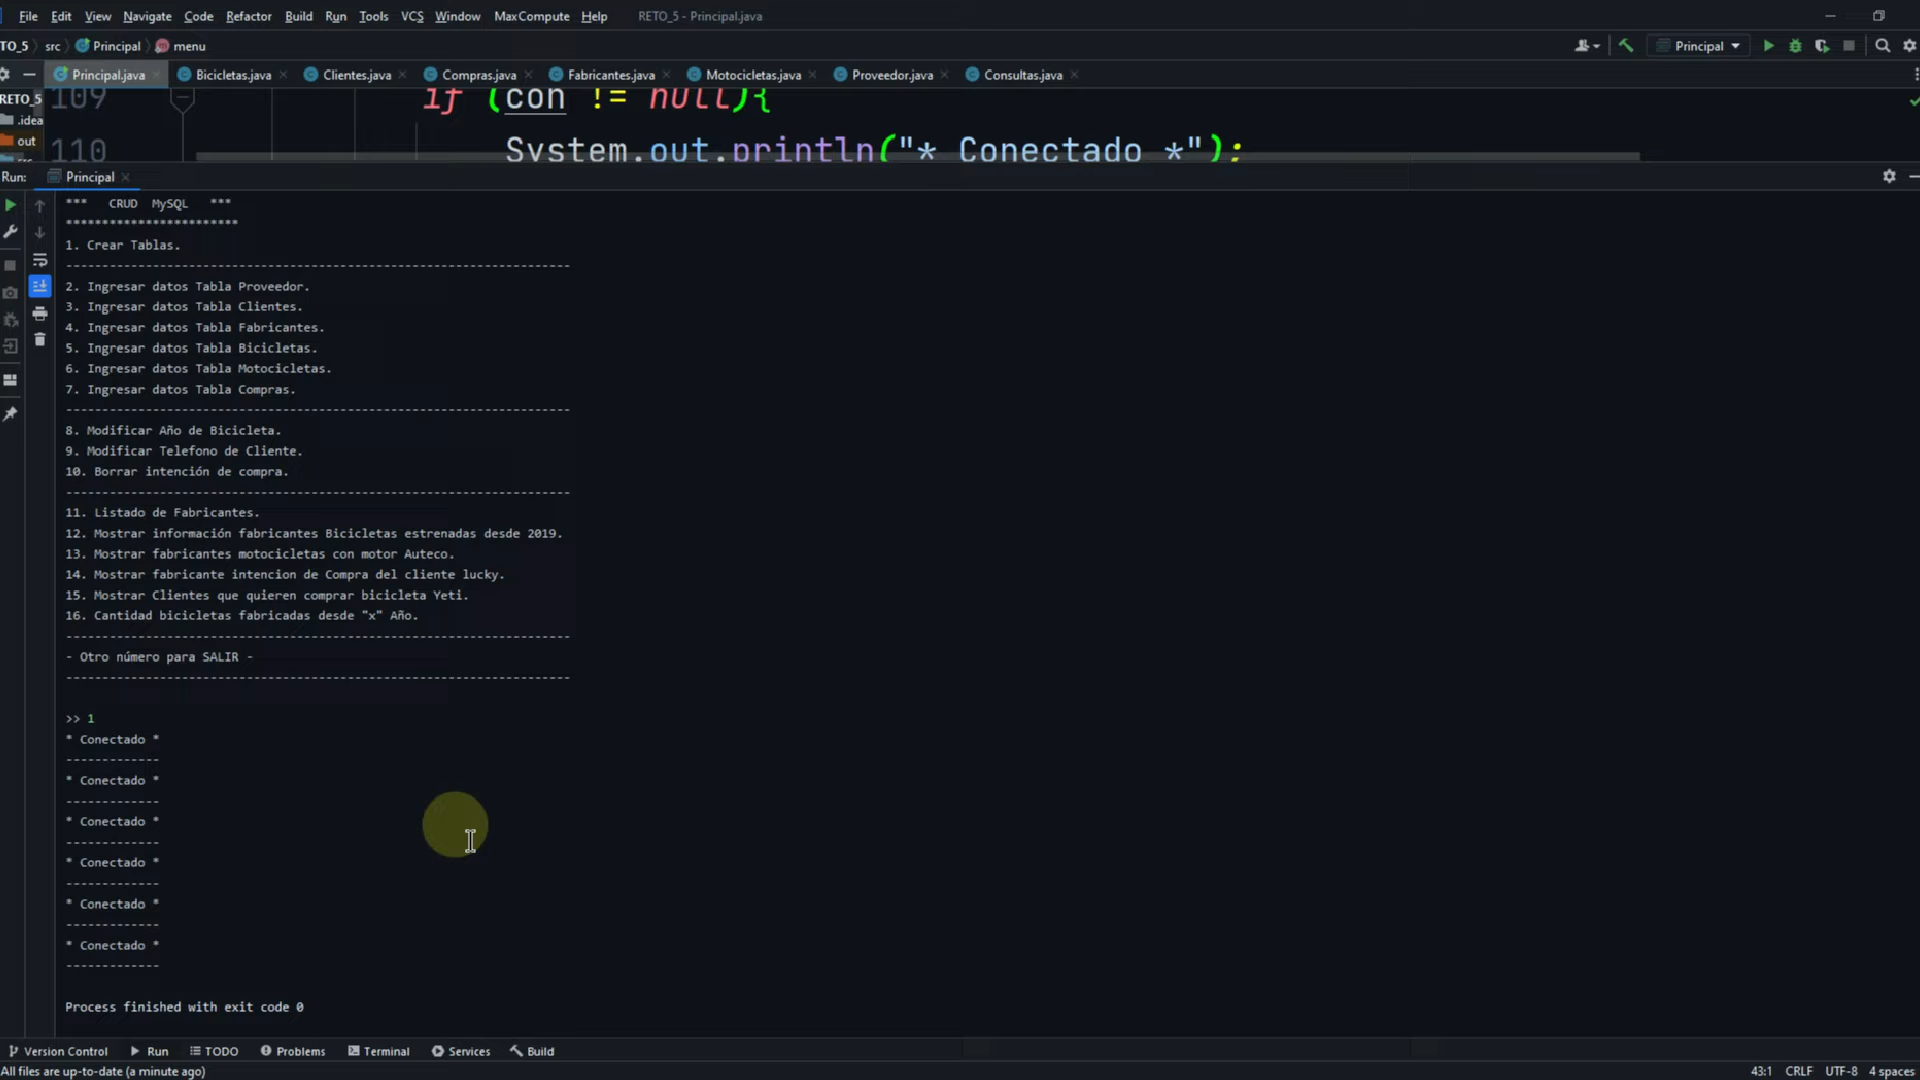 File Edit View Navigate Code Refactor Build Run Tools VCS Window MaxCompute Help RETO_5 - Principal.java
TO_5 src Principal menu Principal
Principal.java Bicicletas.java Clientes.java Compras.java Fabricantes.java Motocicletas.java Proveedor.java Consultas.java
RETO_5 109 if (con != null){
.idea
out 110 System.out.println("* Conectado *");
Run: Principal
*** CRUD MySQL ***
************************
1. Crear Tablas.
----------------------------------------------------------------------
2. Ingresar datos Tabla Proveedor.
3. Ingresar datos Tabla Clientes.
4. Ingresar datos Tabla Fabricantes.
5. Ingresar datos Tabla Bicicletas.
6. Ingresar datos Tabla Motocicletas.
7. Ingresar datos Tabla Compras.
----------------------------------------------------------------------
8. Modificar Año de Bicicleta.
9. Modificar Telefono de Cliente.
10. Borrar intención de compra.
----------------------------------------------------------------------
11. Listado de Fabricantes.
12. Mostrar información fabricantes Bicicletas estrenadas desde 2019.
13. Mostrar fabricantes motocicletas con motor Auteco.
14. Mostrar fabricante intencion de Compra del cliente lucky.
15. Mostrar Clientes que quieren comprar bicicleta Yeti.
16. Cantidad bicicletas fabricadas desde "x" Año.
----------------------------------------------------------------------
- Otro número para SALIR -
----------------------------------------------------------------------
>> 1
* Conectado *
-------------
* Conectado *
-------------
* Conectado *
-------------
* Conectado *
-------------
* Conectado *
-------------
* Conectado *
-------------
Process finished with exit code 0
Version Control Run TODO Problems Terminal Services Build
All files are up-to-date (a minute ago) 43:1 CRLF UTF-8 4 spaces